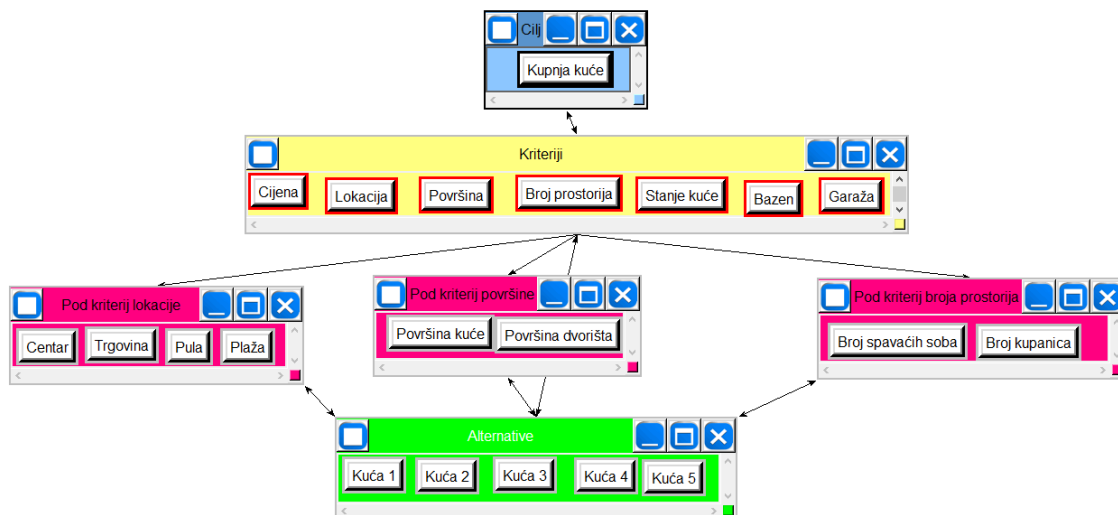 Cilj
Kupnja kuće
Kriteriji
Cijena
Lokacija
Površina
Broj prostorija
Stanje kuće
Bazen
Garaža
Pod kriterij lokacije
Centar
Trgovina
Pula
Plaža
Pod kriterij površine
Površina kuće
Površina dvorišta
Pod kriterij broja prostorija
Broj spavaćih soba
Broj kupanica
Alternative
Kuća 1
Kuća 2
Kuća 3
Kuća 4
Kuća 5